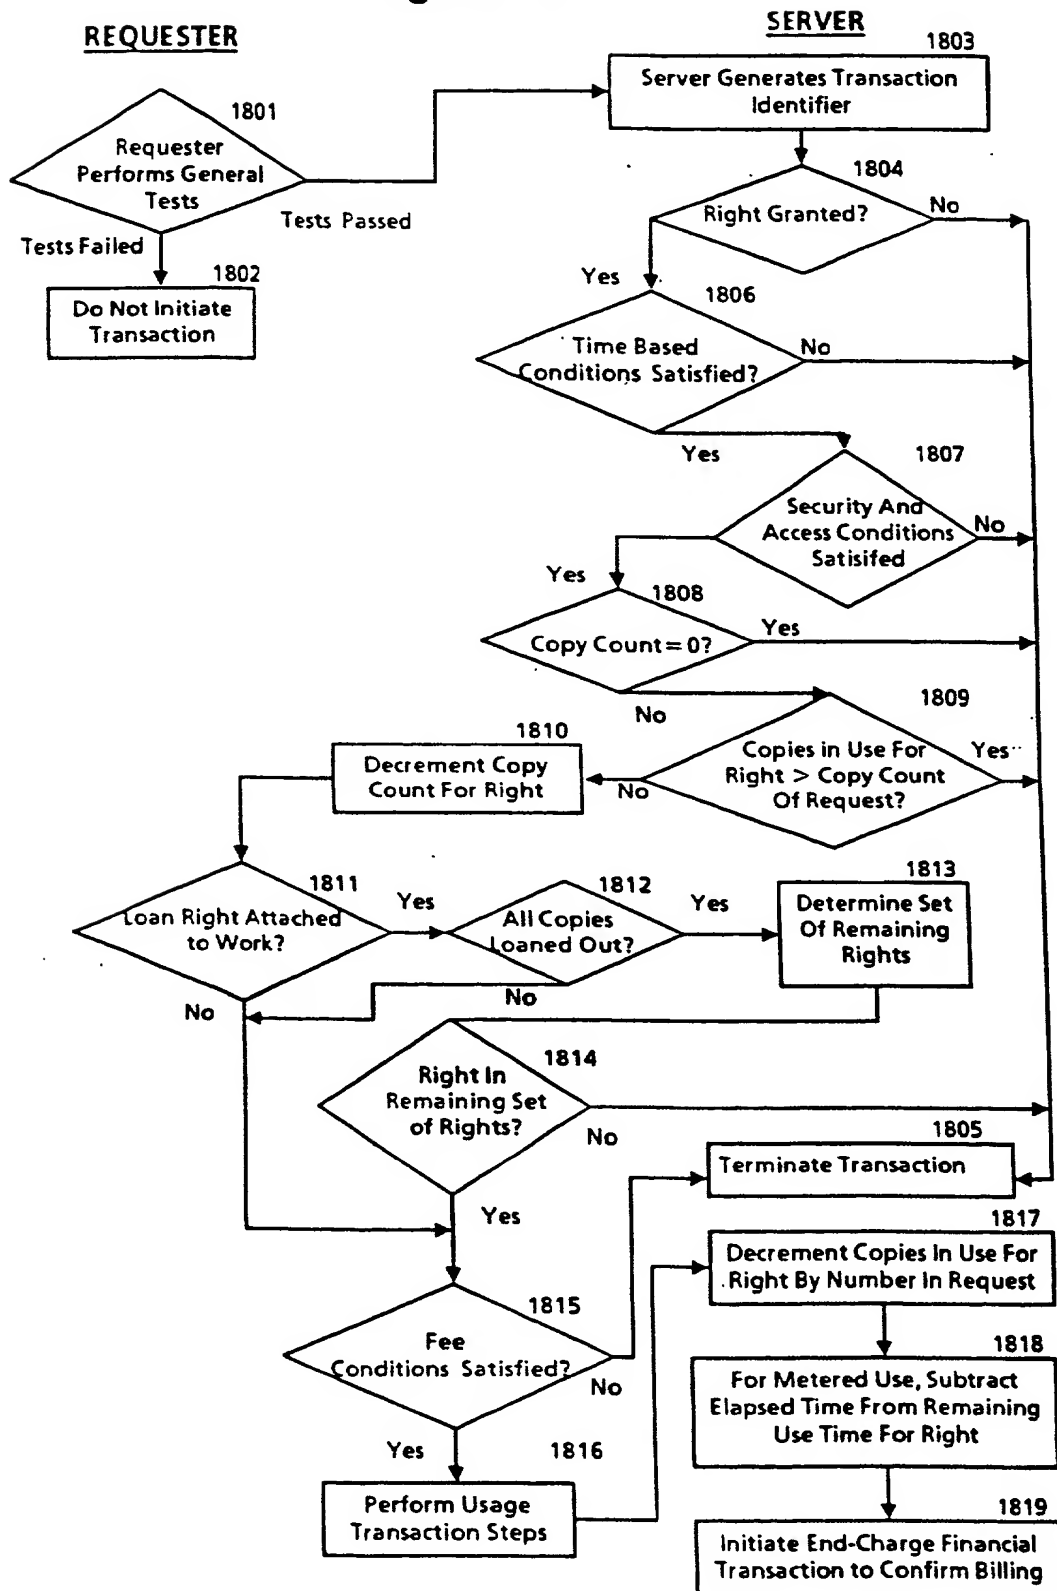 REQUESTER
SERVER
1803
Server Generates Transaction
Identifier
1801
Requester
Performs General
Tests
Tests Passed
Tests Failed
1802
Do Not Initiate
Transaction
1804
Right Granted?
No
Yes
1806
Time Based
Conditions Satisfied?
No
Yes
1807
Security And
Access Conditions
Satisifed
No
Yes
1808
Copy Count = 0?
Yes
No
1809
Copies in Use For
Right > Copy Count
Of Request?
Yes
No
1810
Decrement Copy
Count For Right
1811
Loan Right Attached
to Work?
Yes
No
1812
All Copies
Loaned Out?
Yes
No
1813
Determine Set
Of Remaining
Rights
1814
Right In
Remaining Set
of Rights?
No
Yes
1805
Terminate Transaction
1815
Fee
Conditions Satisfied?
No
Yes
1816
Perform Usage
Transaction Steps
1817
Decrement Copies In Use For
Right By Number In Request
1818
For Metered Use, Subtract
Elapsed Time From Remaining
Use Time For Right
1819
Initiate End-Charge Financial
Transaction to Confirm Billing